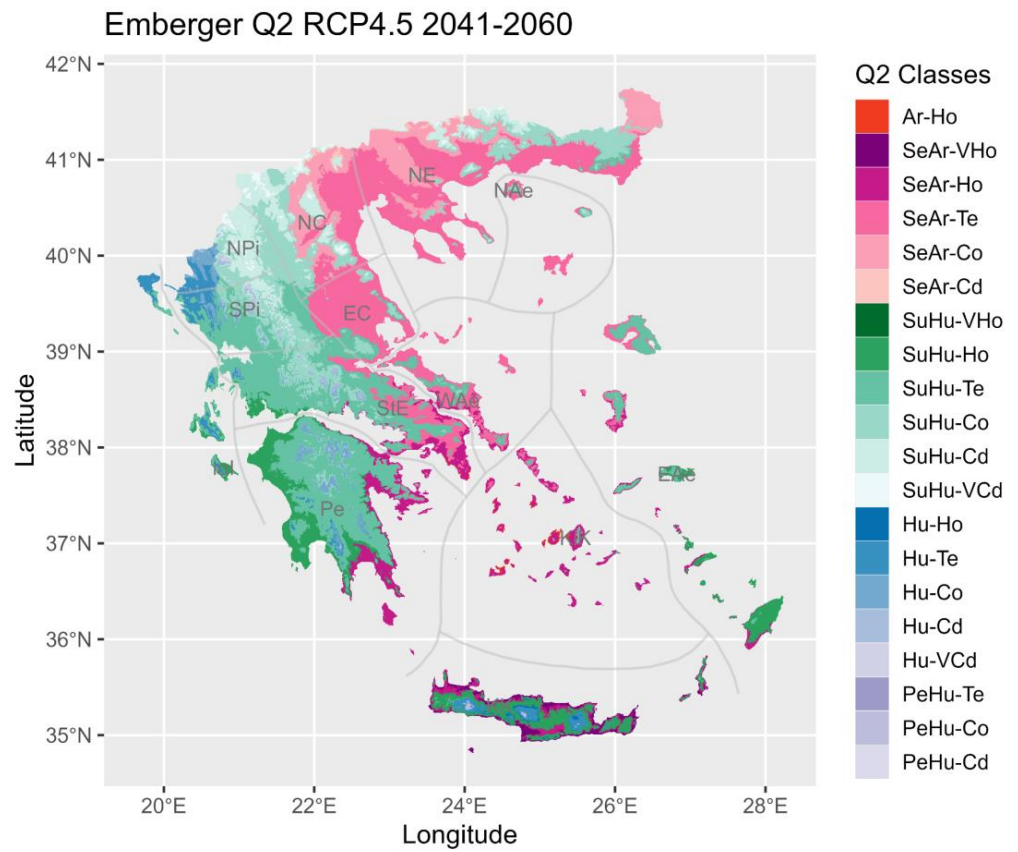 Emberger Q2 RCP4.5 2041-2060
42°N
41°N
40°N
39°N
38°N
37°N
36°N
35°N
Latitude
NE
NAe
NC
NPi
SPi
EC
WAe
StE
EAe
Pe
20°E
22°E
24°E
26°E
28°E
Longitude
Q2 Classes
Ar-Ho
SeAr-VHo
SeAr-Ho
SeAr-Te
SeAr-Co
SeAr-Cd
SuHu-VHo
SuHu-Ho
SuHu-Te
SuHu-Co
SuHu-Cd
SuHu-VCd
Hu-Ho
Hu-Te
Hu-Co
Hu-Cd
Hu-VCd
PeHu-Te
PeHu-Co
PeHu-Cd